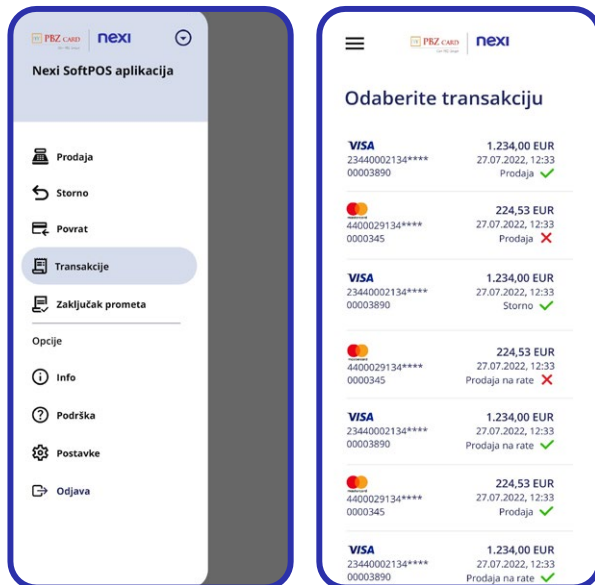 PBZ CARD nexi
Nexi SoftPOS aplikacija
Prodaja
Storno
Povrat
Transakcije
Zaključak prometa
Opcije
Info
Podrška
Postavke
Odjava
PBZ CARD nexi
Odaberite transakciju
VISA 1.234,00 EUR
23440002134**** 27.07.2022, 12:33
00003890 Prodaja
224,53 EUR
4400029134**** 27.07.2022, 12:33
0000345 Prodaja
VISA 1.234,00 EUR
23440002134**** 27.07.2022, 12:33
00003890 Storno
224,53 EUR
4400029134**** 27.07.2022, 12:33
0000345 Prodaja na rate
VISA 1.234,00 EUR
23440002134**** 27.07.2022, 12:33
00003890 Prodaja na rate
224,53 EUR
4400029134**** 27.07.2022, 12:33
0000345 Prodaja
VISA 1.234,00 EUR
23440002134**** 27.07.2022, 12:33
00003890 Prodaja na rate